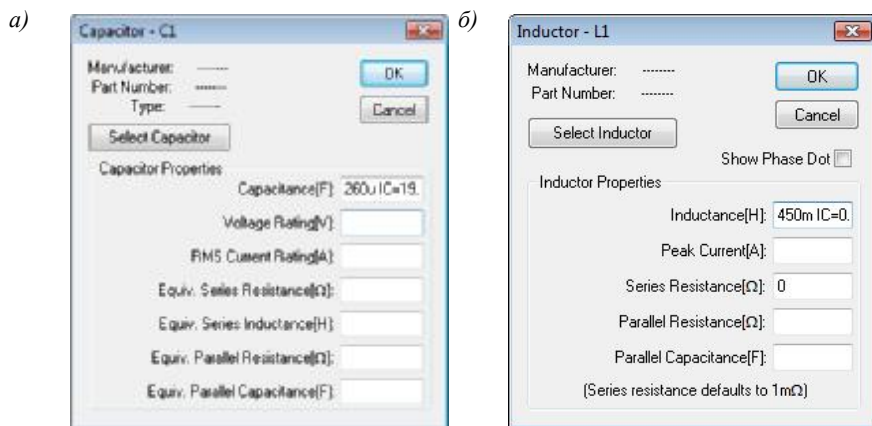 а)
Capacitor - C1
Manufacturer: ------
Part Number: -------
Type: ------
OK
Cancel
Select Capacitor
Capacitor Properties
Capacitance[F]: 260u IC=19.
Voltage Rating[V]:
RMS Current Rating[A]:
Equiv. Series Resistance[Ω]:
Equiv. Series Inductance[H]:
Equiv. Parallel Resistance[Ω]:
Equiv. Parallel Capacitance[F]:
б)
Inductor - L1
Manufacturer: --------
Part Number: --------
OK
Cancel
Select Inductor
Show Phase Dot
Inductor Properties
Inductance[H]: 450m IC=0.
Peak Current[A]:
Series Resistance[Ω]: 0
Parallel Resistance[Ω]:
Parallel Capacitance[F]:
(Series resistance defaults to 1mΩ)